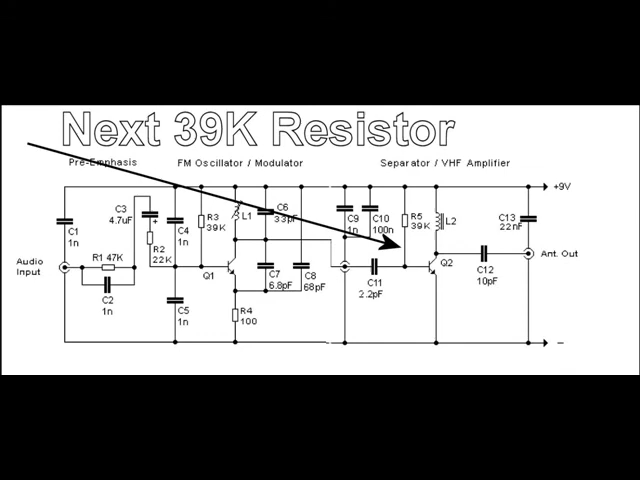 Next 39K Resistor
Pre-Emphasis
FM Oscillator / Modulator
Separator / VHF Amplifier
+9V
C1
1n
C3
4.7uF
+
R2
22K
C4
1n
R3
39K
L1
C6
33pF
C9
1n
C10
100n
R5
39K
L2
C13
22nF
Audio
Input
R1 47K
C2
1n
C5
1n
Q1
C7
6.8pF
C8
68pF
R4
100
C11
2.2pF
Q2
C12
10pF
Ant. Out
–